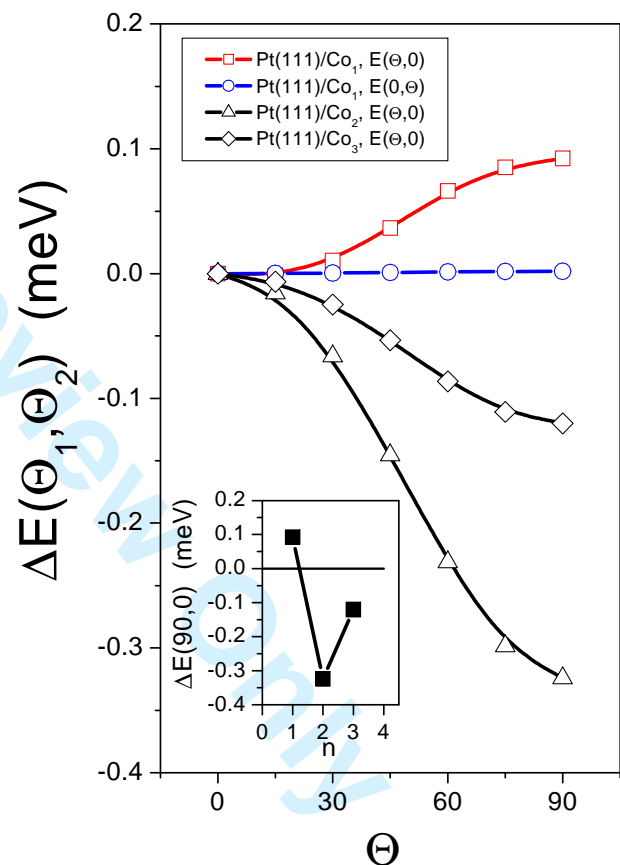 0.2
0.1
0.0
-0.1
-0.2
-0.3
-0.4
ΔE(Θ₁,Θ₂) (meV)
Pt(111)/Co₁, E(Θ,0)
Pt(111)/Co₁, E(0,Θ)
Pt(111)/Co₂, E(Θ,0)
Pt(111)/Co₃, E(Θ,0)
0.2
0.1
0.0
-0.1
-0.2
-0.3
-0.4
ΔE(90,0) (meV)
0 1 2 3 4
n
0 30 60 90
Θ
eview Only